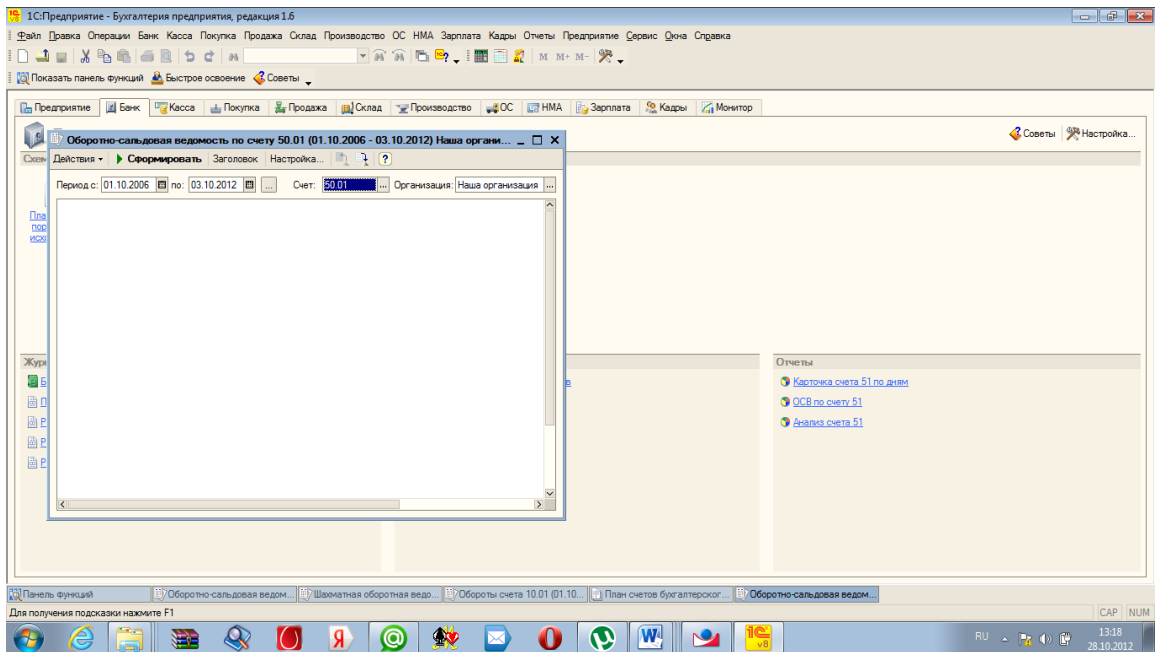 1С:Предприятие - Бухгалтерия предприятия, редакция 1.6
Файл Правка Операции Банк Касса Покупка Продажа Склад Производство ОС НМА Зарплата Кадры Отчеты Предприятие Сервис Окна Справка
M M+ M-
Показать панель функций Быстрое освоение Советы
Предприятие Банк Касса Покупка Продажа Склад Производство ОС НМА Зарплата Кадры Монитор
Советы Настройка...
Оборотно-сальдовая ведомость по счету 50.01 (01.10.2006 - 03.10.2012) Наша органи...
Действия Сформировать Заголовок Настройка... ?
Период с: 01.10.2006 ... по: 03.10.2012 ... Счет: 50.01 ... Организация: Наша организация ...
Отчеты
Карточка счета 51 по дням
ОСВ по счету 51
Анализ счета 51
Панель функций Оборотно-сальдовая ведом... Шахматная оборотная ведо... Обороты счета 10.01 (01.10... План счетов бухгалтерског... Оборотно-сальдовая ведом...
Для получения подсказки нажмите F1
CAP NUM
RU 13:18
28.10.2012